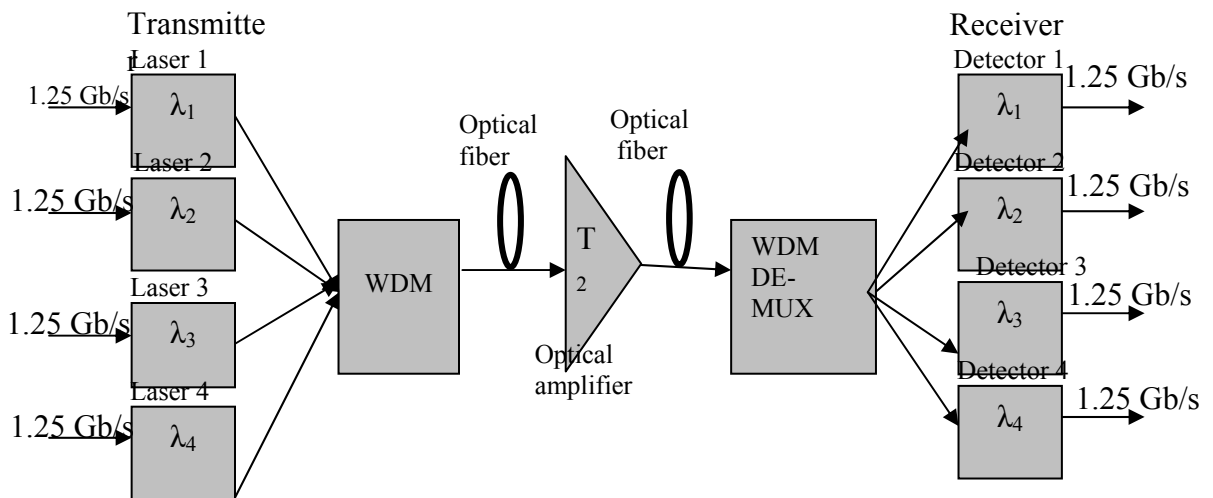 Transmitte
r
Receiver
Laser 1
1.25 Gb/s
λ1
Laser 2
1.25 Gb/s
λ2
Laser 3
1.25 Gb/s
λ3
Laser 4
1.25 Gb/s
λ4
WDM
Optical
fiber
T
2
Optical
amplifier
Optical
fiber
WDM
DE-
MUX
Detector 1
λ1
1.25 Gb/s
Detector 2
λ2
1.25 Gb/s
Detector 3
λ3
1.25 Gb/s
Detector 4
λ4
1.25 Gb/s